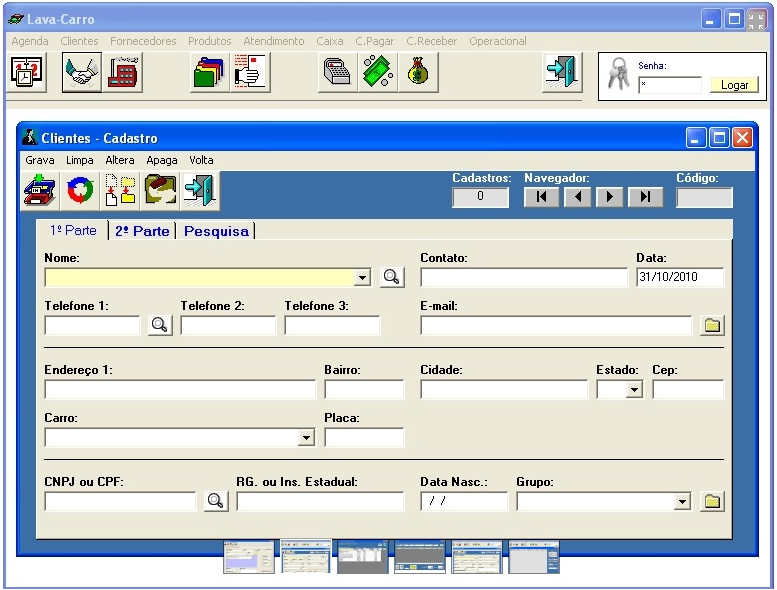 Lava-Carro
Agenda Clientes Fornecedores Produtos Atendimento Caixa C.Pagar C.Receber Operacional
Senha:
*
Logar
Clientes - Cadastro
Grava Limpa Altera Apaga Volta
Cadastros: Navegador: Código:
0
1º Parte 2º Parte Pesquisa
Nome: Contato: Data:
31/10/2010
Telefone 1: Telefone 2: Telefone 3: E-mail:
Endereço 1: Bairro: Cidade: Estado: Cep:
Carro: Placa:
CNPJ ou CPF: RG. ou Ins. Estadual: Data Nasc.: Grupo:
/ /